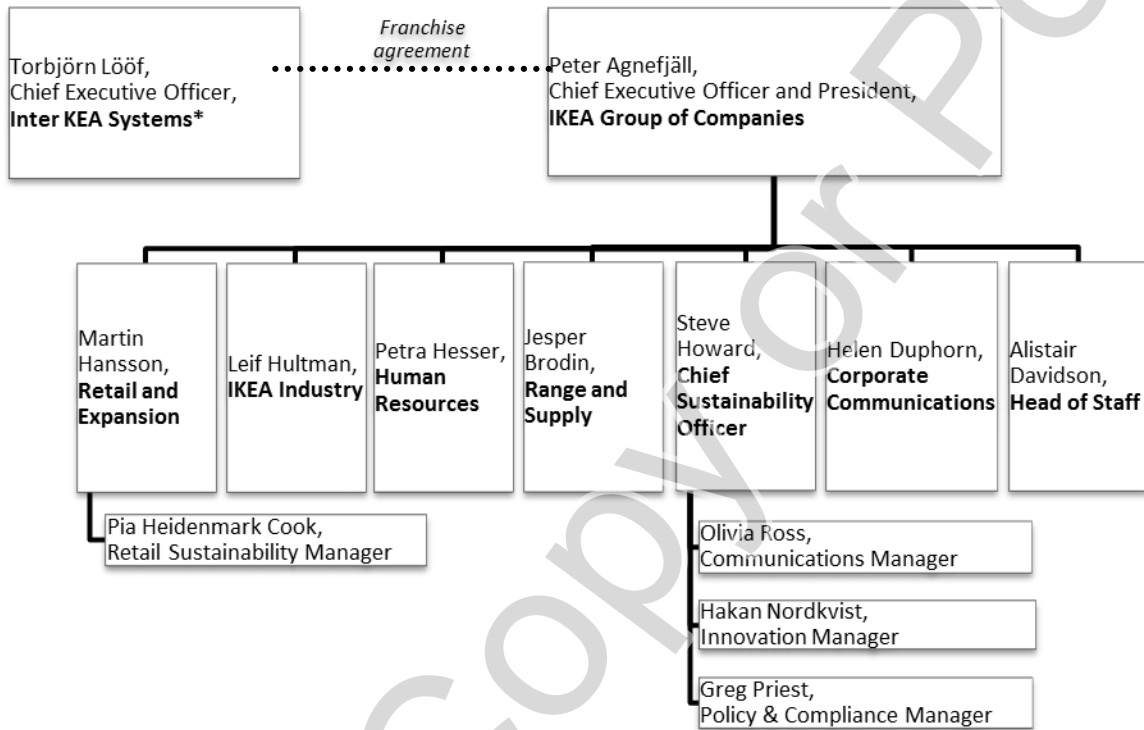 Franchise
agreement
Torbjörn Lööf,
Chief Executive Officer,
Inter KEA Systems*
Peter Agnefjäll,
Chief Executive Officer and President,
IKEA Group of Companies
Martin
Hansson,
Retail and
Expansion
Leif Hultman,
IKEA Industry
Petra Hesser,
Human
Resources
Jesper
Brodin,
Range and
Supply
Steve
Howard,
Chief
Sustainability
Officer
Helen Duphorn,
Corporate
Communications
Alistair
Davidson,
Head of Staff
Pia Heidenmark Cook,
Retail Sustainability Manager
Olivia Ross,
Communications Manager
Hakan Nordkvist,
Innovation Manager
Greg Priest,
Policy & Compliance Manager
Copy or Po